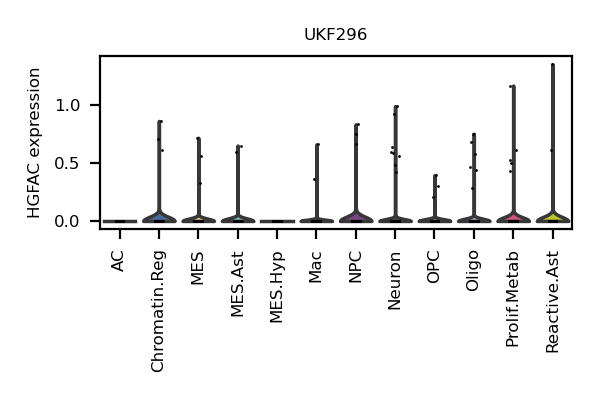 UKF296
HGFAC expression
1.0
0.5
0.0
AC
Chromatin.Reg
MES
MES.Ast
MES.Hyp
Mac
NPC
Neuron
OPC
Oligo
Prolif.Metab
Reactive.Ast